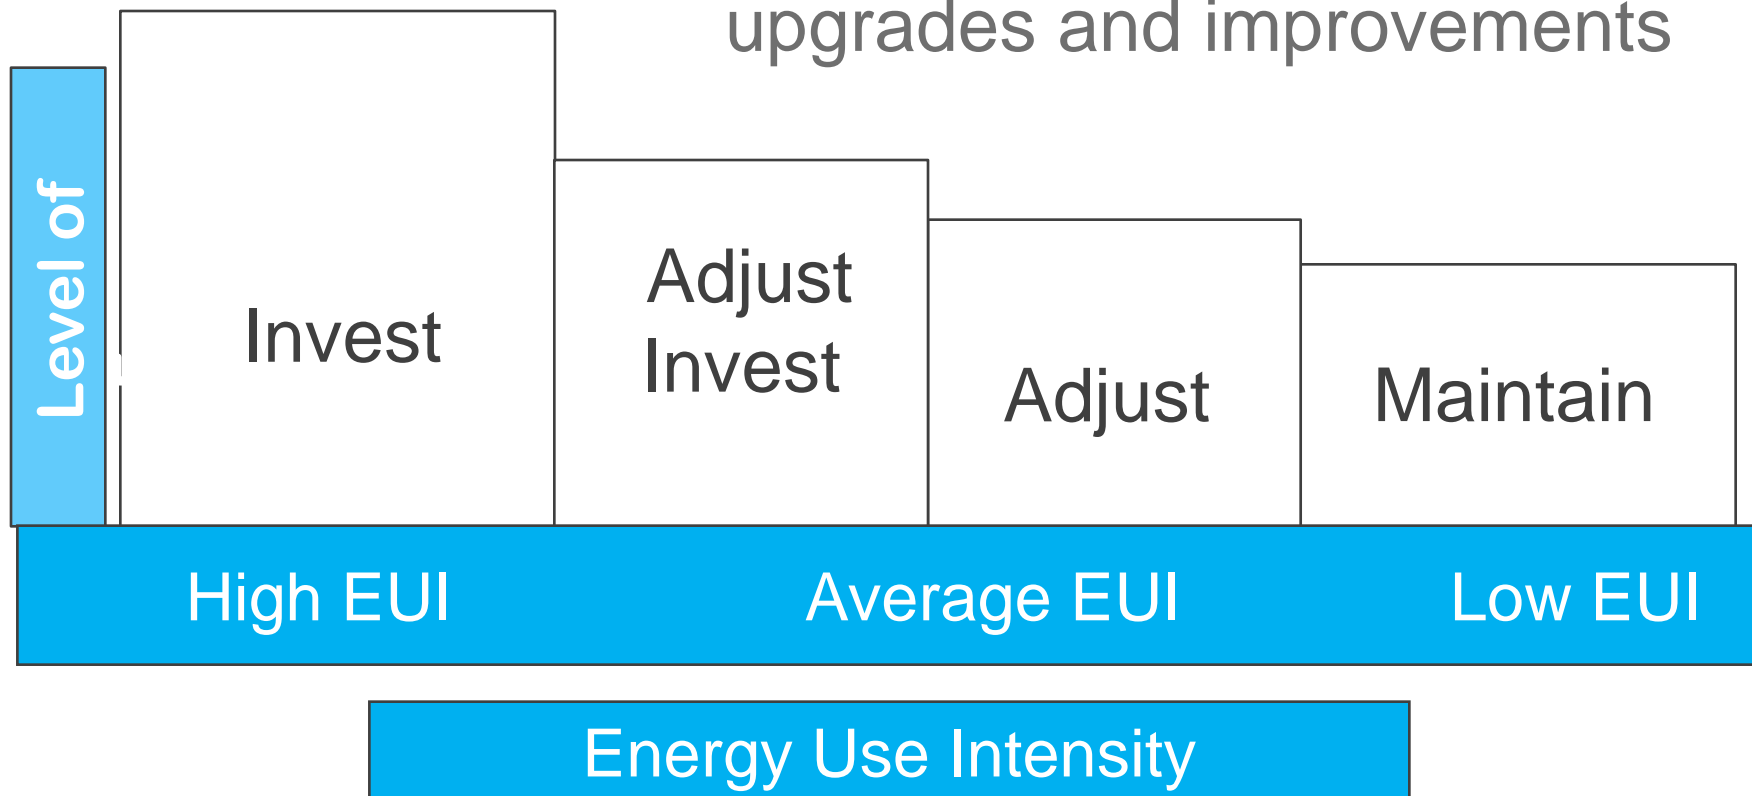 upgrades and improvements
Level of
Invest
Adjust
Invest
Adjust
Maintain
High EUI
Average EUI
Low EUI
Energy Use Intensity